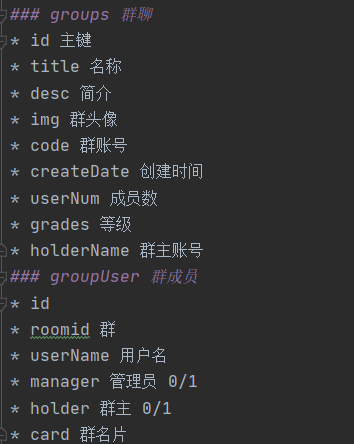 ### groups 群聊
* id 主键
* title 名称
* desc 简介
* img 群头像
* code 群账号
* createDate 创建时间
* userNum 成员数
* grades 等级
* holderName 群主账号
### groupUser 群成员
* id
* roomid 群
* userName 用户名
* manager 管理员 0/1
* holder 群主 0/1
* card 群名片